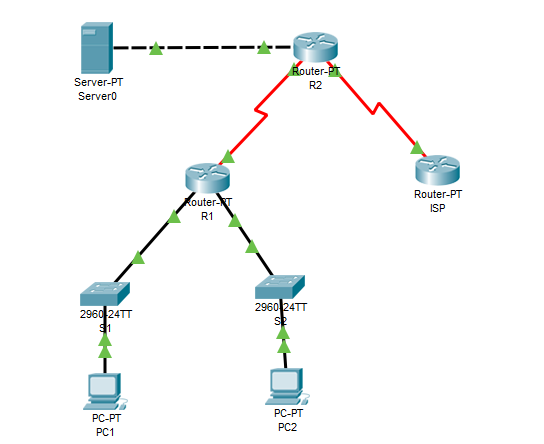 Server-PT
Server0
Router-PT
R2
Router-PT
ISP
Router-PT
R1
2960-24TT
S1
2960-24TT
S2
PC-PT
PC1
PC-PT
PC2